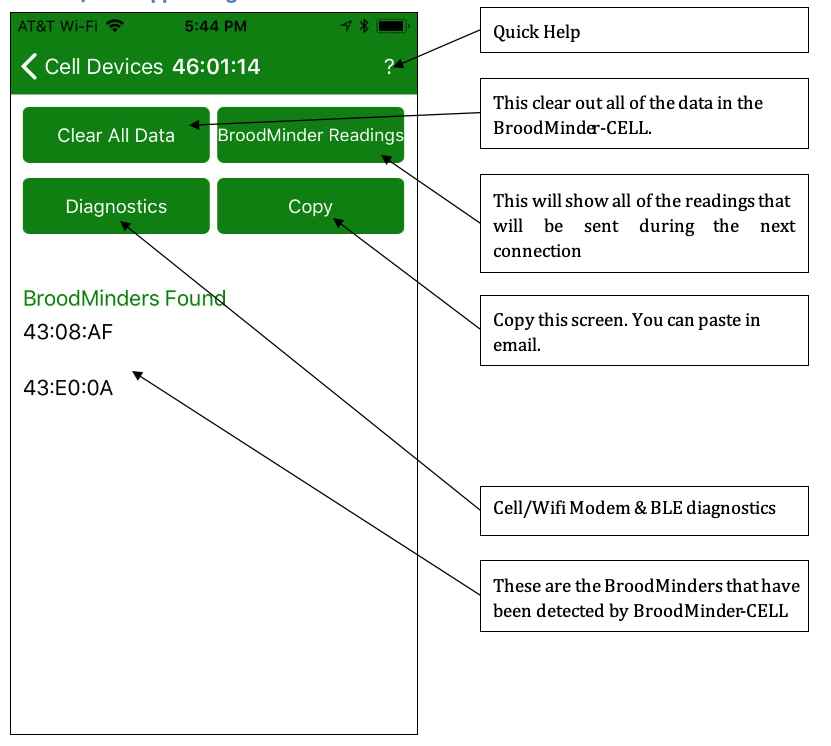 AT&T Wi-Fi 5:44 PM
Cell Devices 46:01:14 ?
Clear All Data BroodMinder Readings
Diagnostics Copy
BroodMinders Found
43:08:AF
43:E0:0A
Quick Help
This clear out all of the data in the
BroodMinder-CELL.
This will show all of the readings that
will be sent during the next
connection
Copy this screen. You can paste in
email.
Cell/Wifi Modem & BLE diagnostics
These are the BroodMinders that have
been detected by BroodMinder-CELL